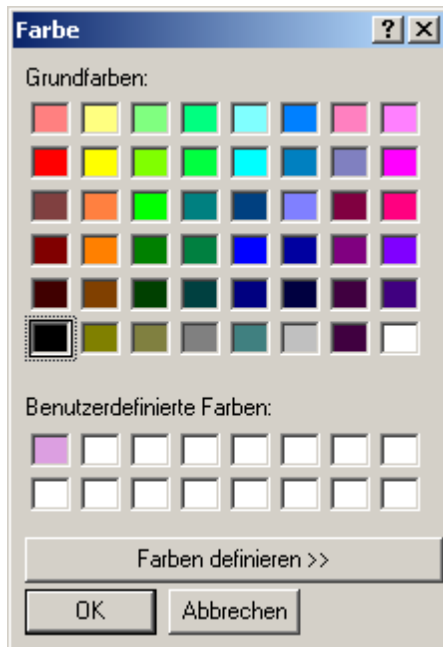 Farbe
Grundfarben:
Benutzerdefinierte Farben:
Farben definieren >>
OK Abbrechen